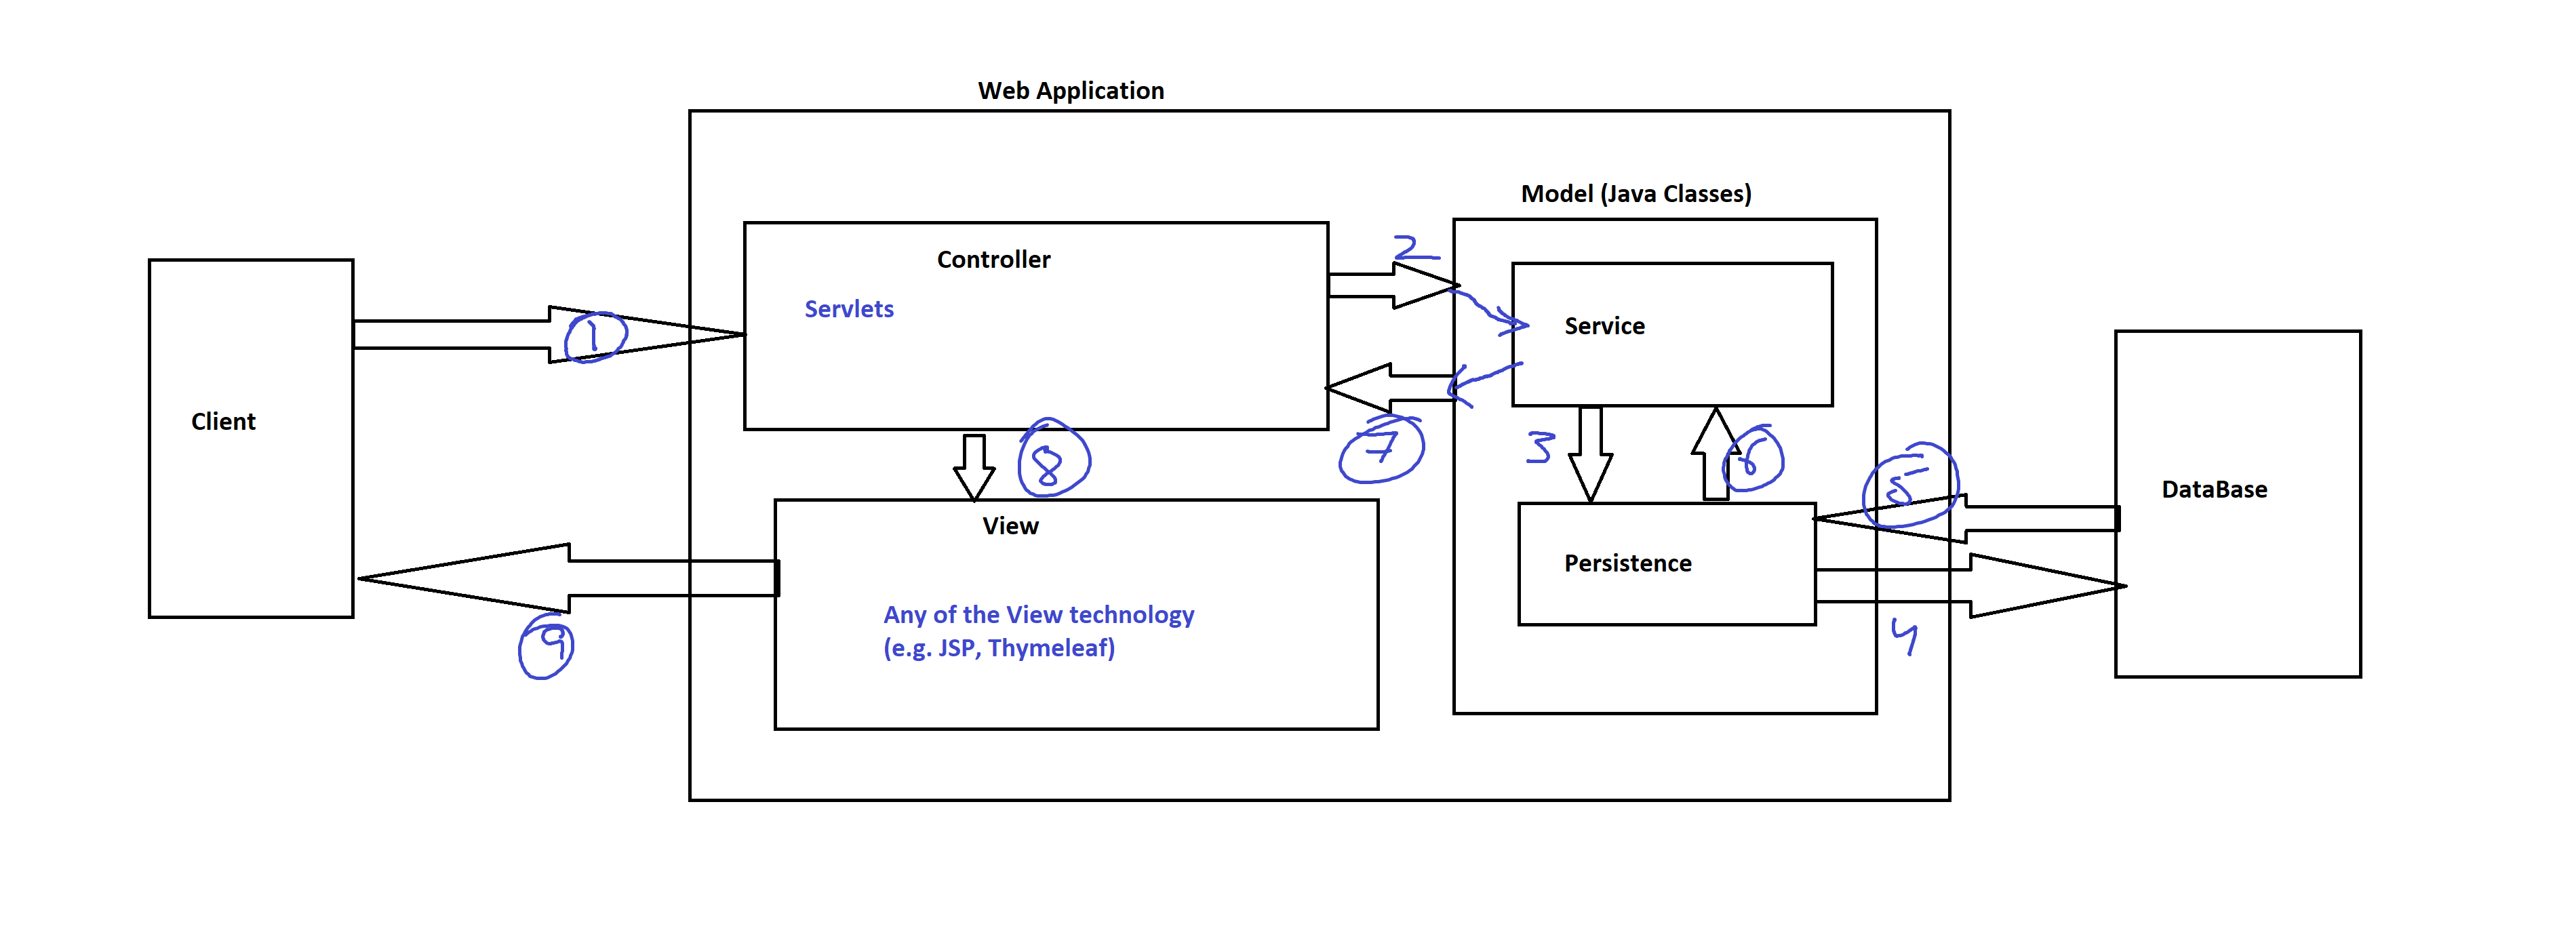 Web Application
Model (Java Classes)
Controller
Servlets
2
Service
1
Client
7
8
3
6
5
DataBase
View
Persistence
Any of the View technology
(e.g. JSP, Thymeleaf)
4
9